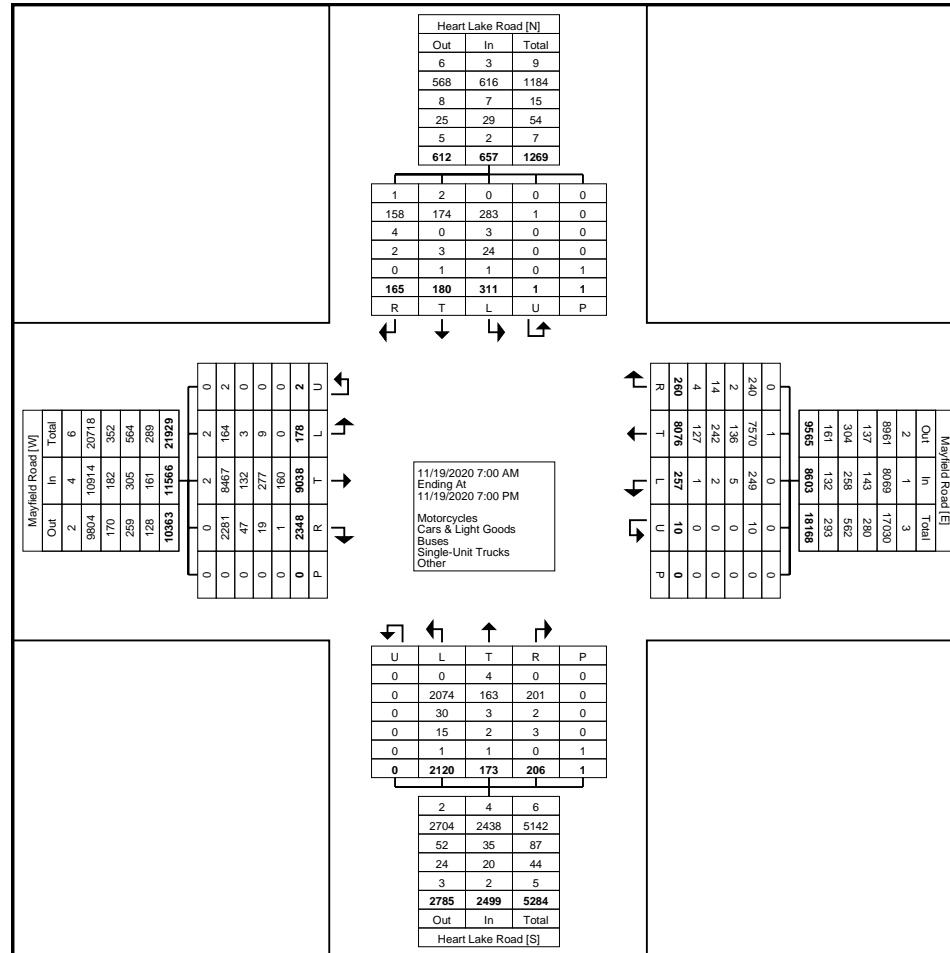 Heart Lake Road [N]
Out In Total
6 3 9
568 616 1184
8 7 15
25 29 54
5 2 7
612 657 1269
1 2 0 0 0
158 174 283 1 0
4 0 3 0 0
2 3 24 0 0
0 1 1 0 1
165 180 311 1 1
R T L U P
Mayfield Road [W]
Out In Total
2 4 6
9804 10914 20718
170 182 352
259 305 564
128 161 289
10363 11566 21929
0 0 2 2 0
0 2281 8467 164 2
0 47 132 3 0
0 19 277 9 0
0 1 160 0 0
0 2348 9038 178 2
P R T L U
11/19/2020 7:00 AM
Ending At
11/19/2020 7:00 PM
Motorcycles
Cars & Light Goods
Buses
Single-Unit Trucks
Other
Mayfield Road [E]
Out In Total
2 1 3
8961 8069 17030
137 143 280
304 258 562
161 132 293
9565 8603 18168
0 1 0 0 0
240 7570 249 10 0
2 136 5 0 0
14 242 2 0 0
4 127 1 0 0
260 8076 257 10 0
R T L U P
U L T R P
0 0 4 0 0
0 2074 163 201 0
0 30 3 2 0
0 15 2 3 0
0 1 1 0 1
0 2120 173 206 1
2 4 6
2704 2438 5142
52 35 87
24 20 44
3 2 5
2785 2499 5284
Out In Total
Heart Lake Road [S]